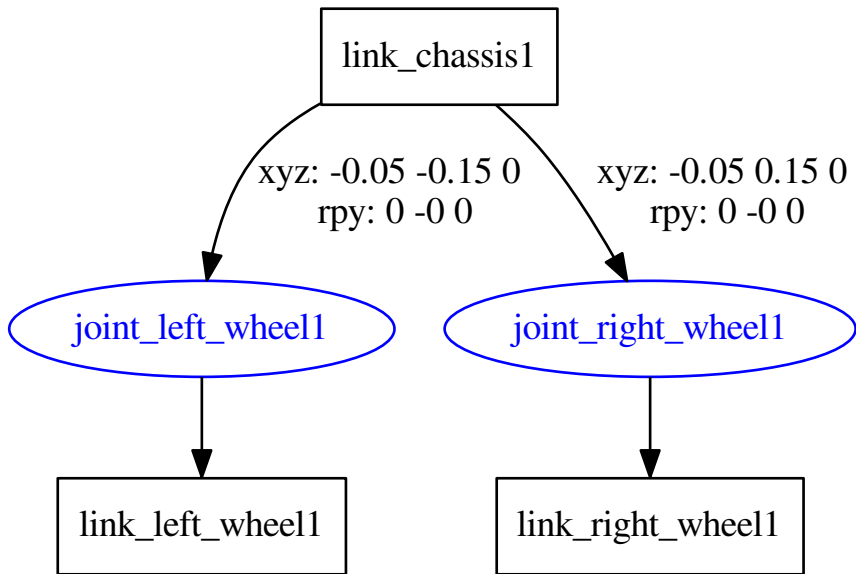 link_chassis1
xyz: -0.05 -0.15 0
rpy: 0 -0 0
xyz: -0.05 0.15 0
rpy: 0 -0 0
joint_left_wheel1
joint_right_wheel1
link_left_wheel1
link_right_wheel1